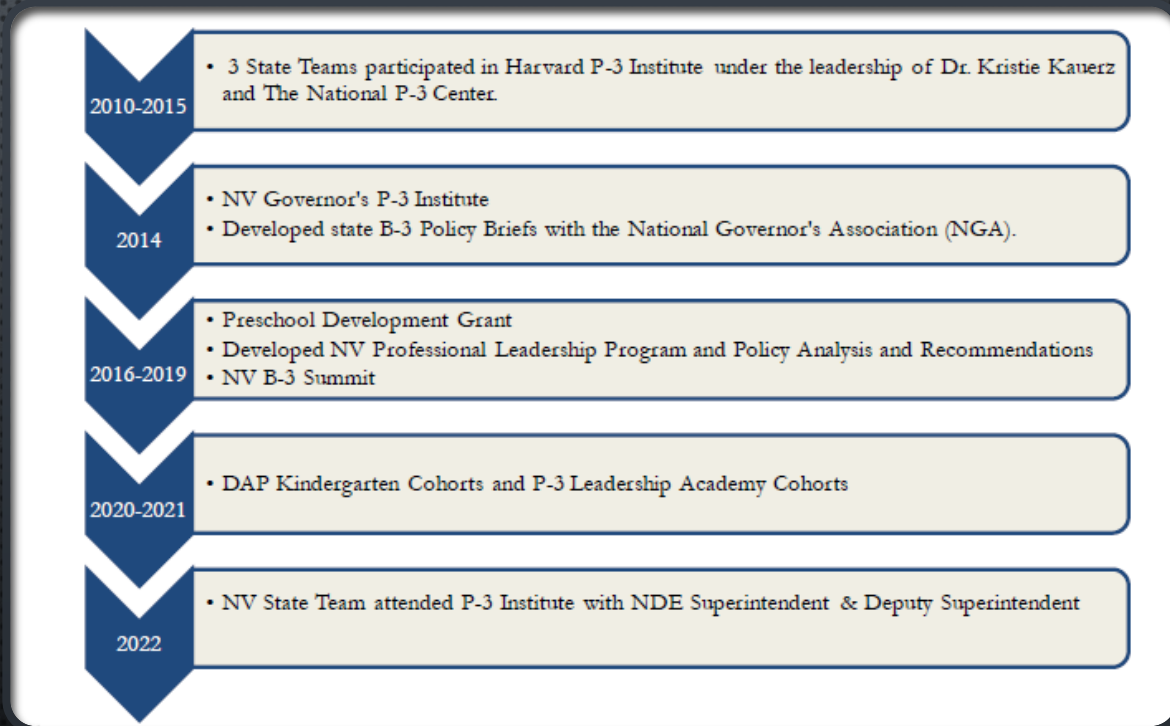 2010-2015
• 3 State Teams participated in Harvard P-3 Institute under the leadership of Dr. Kristie Kauerz
and The National P-3 Center.
2014
• NV Governor's P-3 Institute
• Developed state B-3 Policy Briefs with the National Governor's Association (NGA).
2016-2019
• Preschool Development Grant
• Developed NV Professional Leadership Program and Policy Analysis and Recommendations
• NV B-3 Summit
2020-2021
• DAP Kindergarten Cohorts and P-3 Leadership Academy Cohorts
2022
• NV State Team attended P-3 Institute with NDE Superintendent & Deputy Superintendent